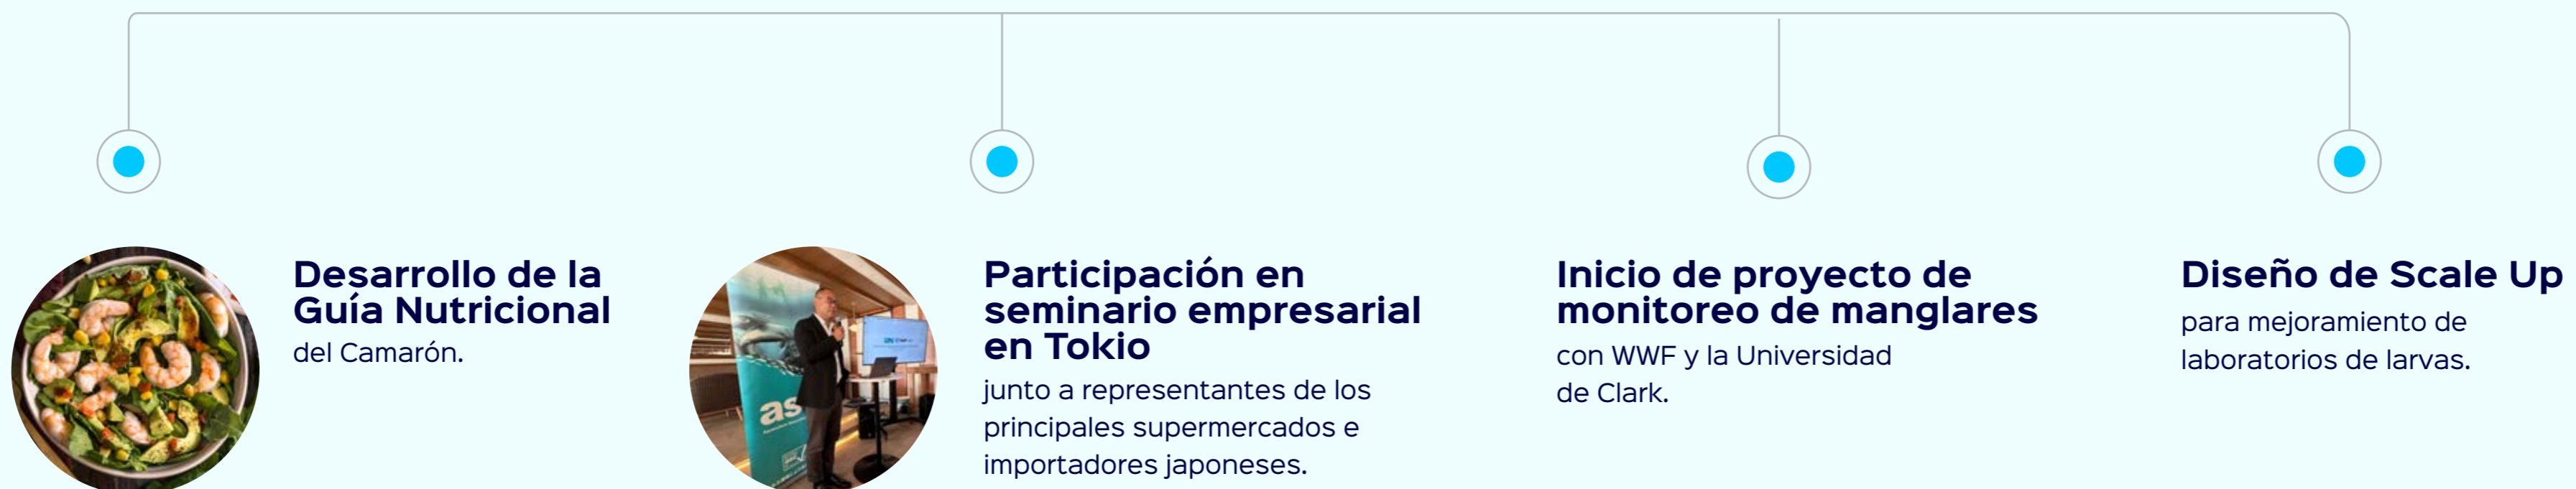 Desarrollo de la
Guía Nutricional
del Camarón.
as
Participación en
seminario empresarial
en Tokio
junto a representantes de los
principales supermercados e
importadores japoneses.
Inicio de proyecto de
monitoreo de manglares
con WWF y la Universidad
de Clark.
Diseño de Scale Up
para mejoramiento de
laboratorios de larvas.